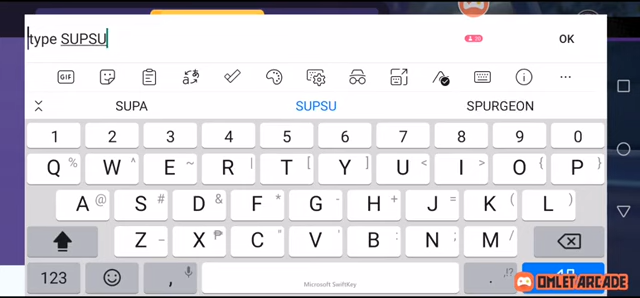 type SUPSU
OK
GIF
SUPA SUPSU SPURGEON
1 2 3 4 5 6 7 8 9 0
Q % W ^ E ~ R | T [ Y ] U < I > O { P }
A @ S # D & F * G - H + J = K ( L )
Z _ X ₱ C " V ' B : N ; M /
123 , Microsoft SwiftKey . ,!?
OMLET ARCADE